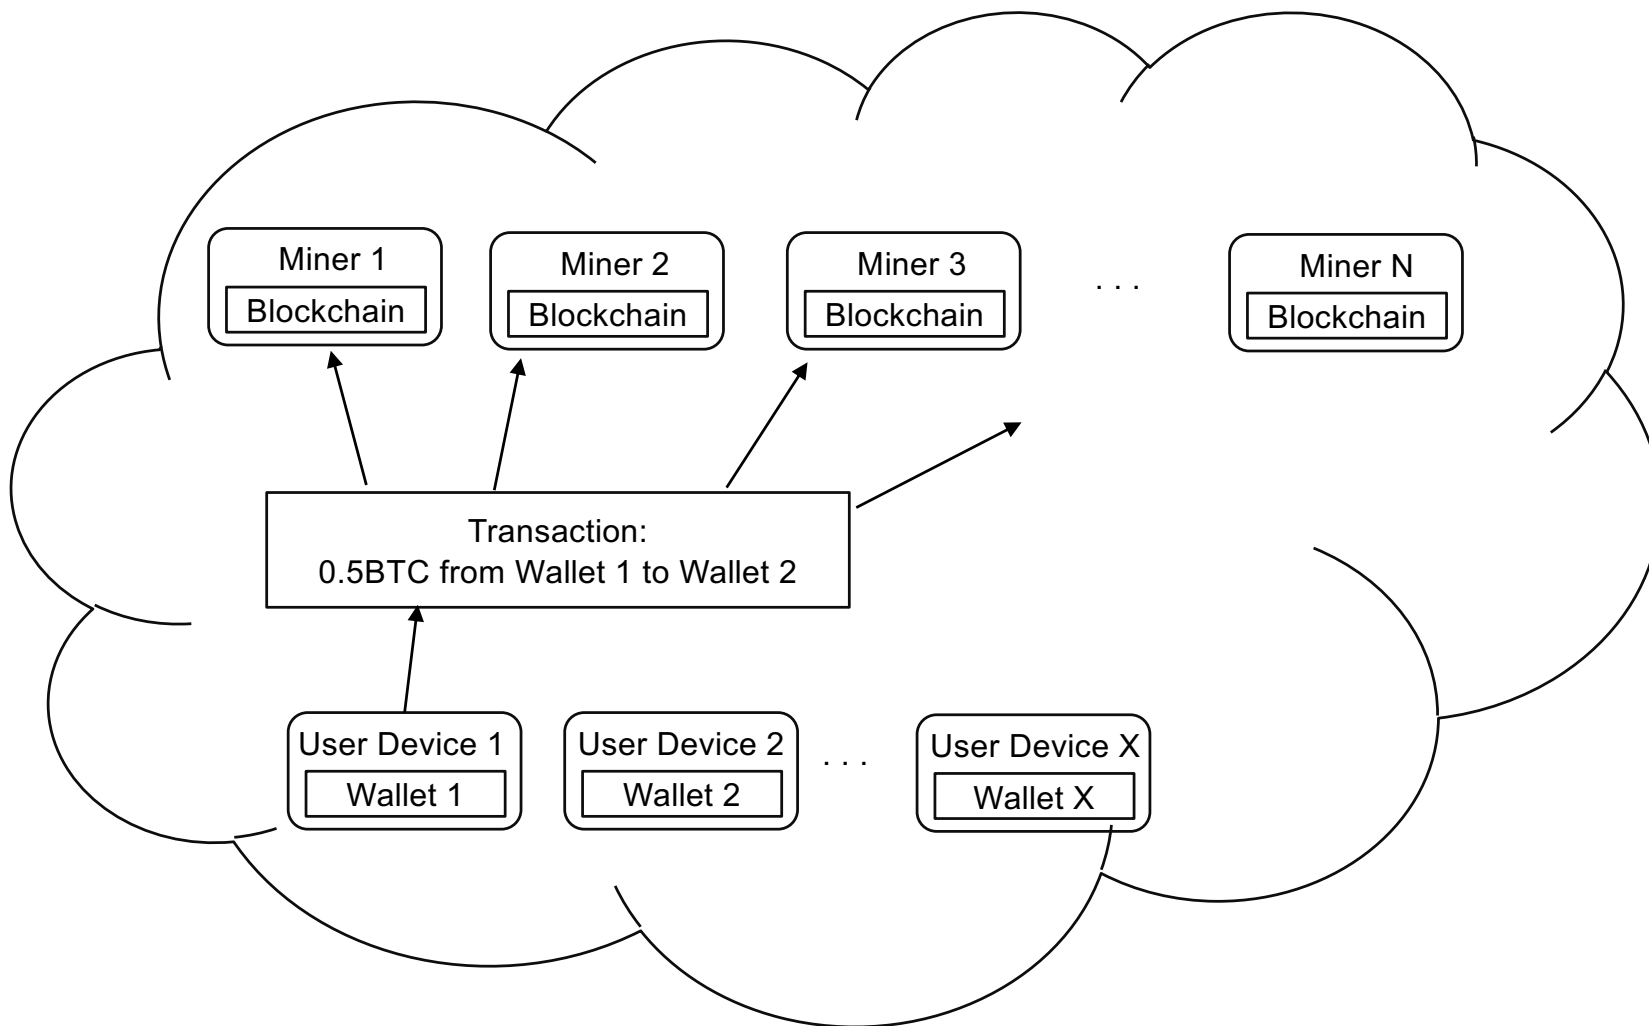 Miner 1
Blockchain
Miner 2
Blockchain
Miner 3
Blockchain
. . .
Miner N
Blockchain
Transaction:
0.5BTC from Wallet 1 to Wallet 2
User Device 1
Wallet 1
User Device 2
Wallet 2
. . .
User Device X
Wallet X